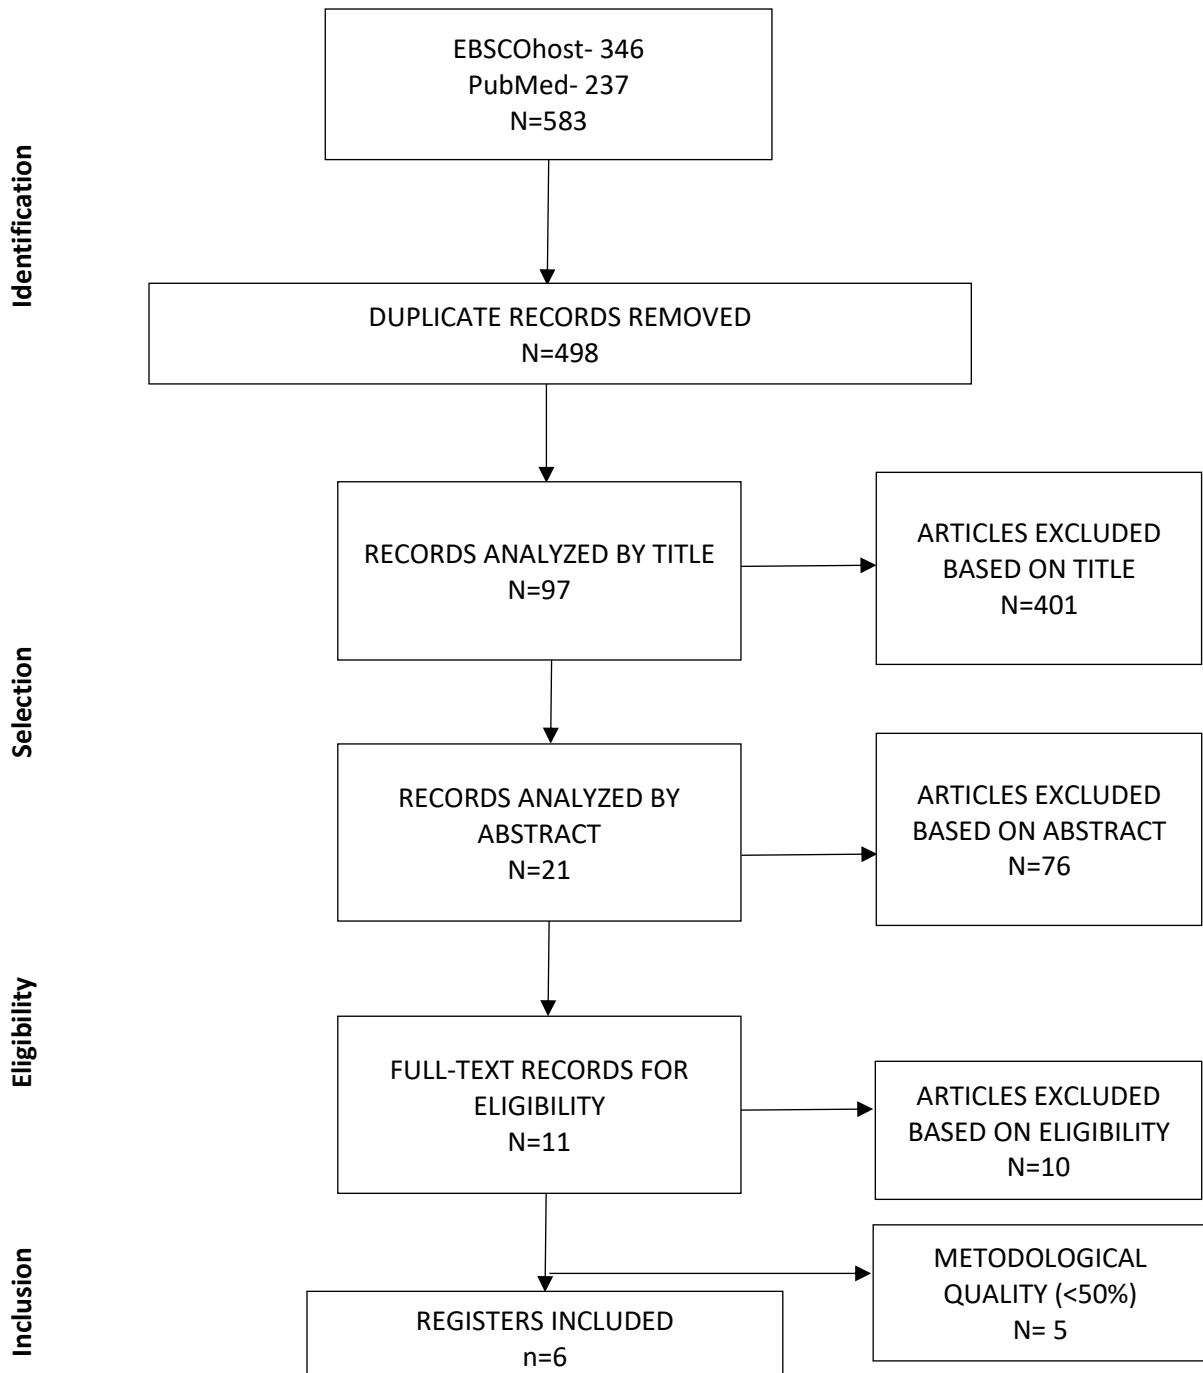 EBSCOhost- 346
PubMed- 237
N=583
Identification
DUPLICATE RECORDS REMOVED
N=498
RECORDS ANALYZED BY TITLE
N=97
ARTICLES EXCLUDED
BASED ON TITLE
N=401
Selection
RECORDS ANALYZED BY
ABSTRACT
N=21
ARTICLES EXCLUDED
BASED ON ABSTRACT
N=76
Eligibility
FULL-TEXT RECORDS FOR
ELIGIBILITY
N=11
ARTICLES EXCLUDED
BASED ON ELIGIBILITY
N=10
Inclusion
METODOLOGICAL
QUALITY (<50%)
N= 5
REGISTERS INCLUDED
n=6